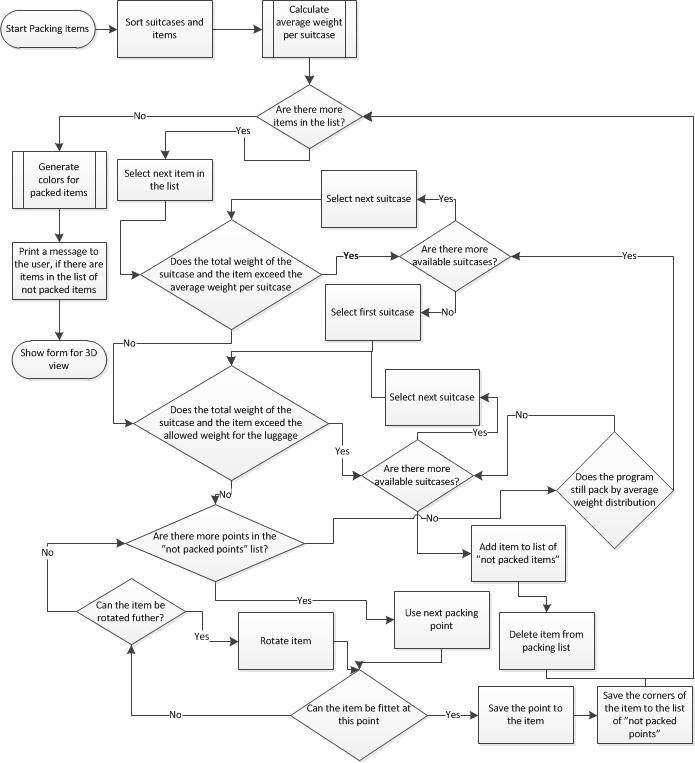 Start Packing Items
Sort suitcases and
items
Calculate
average weight
per suitcase
Are there more
items in the list?
No
Yes
Generate
colors for
packed items
Select next item in
the list
Print a message to
the user, if there are
items in the list of
not packed items
Show form for 3D
view
Select next suitcase
Yes
Does the total weight of the
suitcase and the item exceed the
average weight per suitcase
Yes
Are there more
available suitcases?
Yes
Select first suitcase
No
No
Does the total weight of the
suitcase and the item exceed the
allowed weight for the luggage
Yes
Select next suitcase
Yes
Are there more
available suitcases?
No
Does the program
still pack by average
weight distribution
No
Are there more points in the
"not packed points" list?
No
Add item to list of
"not packed items"
No
Can the item be
rotated futher?
Yes
Rotate item
Yes
Use next packing
point
Delete item from
packing list
Can the item be fittet at
this point
No
Yes
Save the point to
the item
Save the corners of
the item to the list
of "not packed
points"